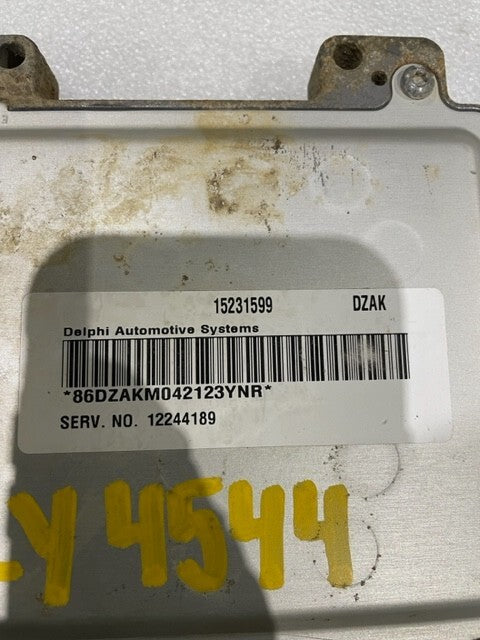 15231599 DZAK
Delphi Automotive Systems
*86DZAKM042123YNR*
SERV. NO. 12244189
Y 4544